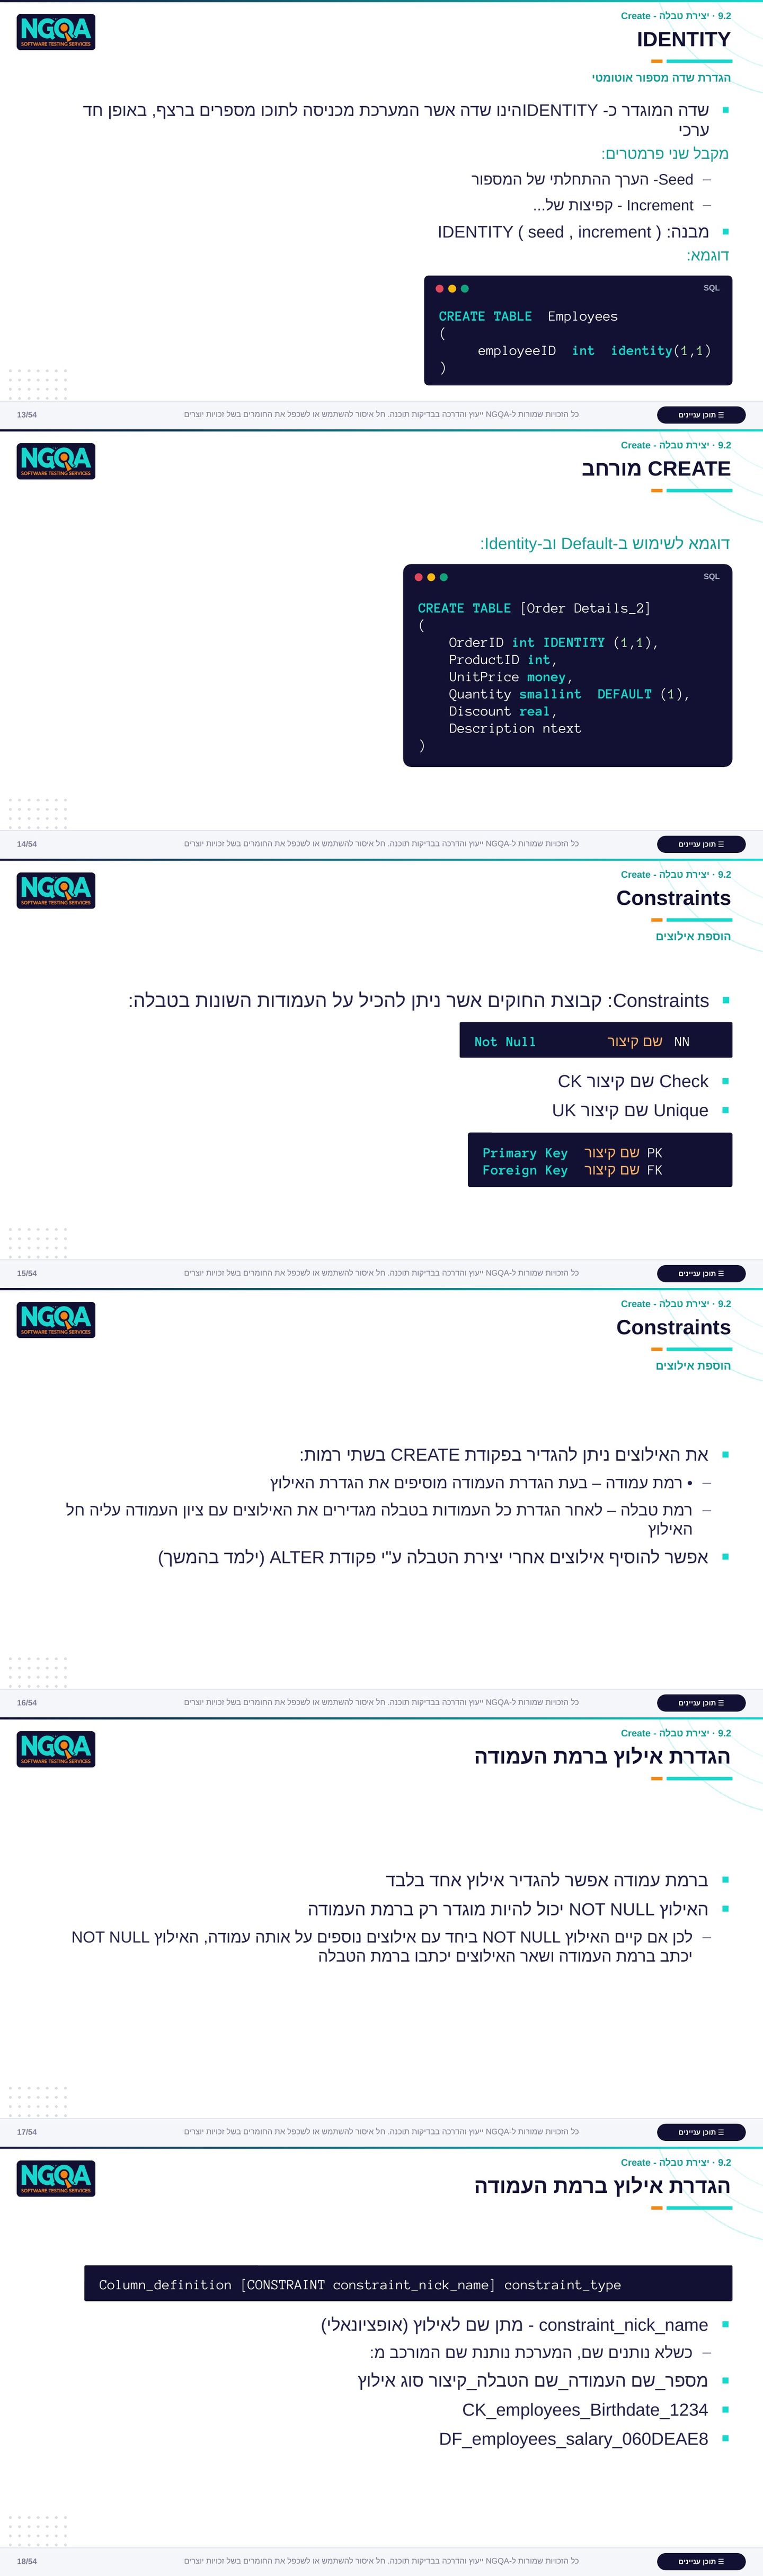 9.2 · יצירת טבלה - Create
NGQA
SOFTWARE TESTING SERVICES
IDENTITY
הגדרת שדה מספור אוטומטי
שדה המוגדר כ- IDENTITYהינו שדה אשר המערכת מכניסה לתוכו מספרים ברצף, באופן חד
ערכי
מקבל שני פרמטרים:
– Seed- הערך ההתחלתי של המספור
– Increment - קפיצות של...
מבנה: IDENTITY ( seed , increment )
דוגמא:
SQL
CREATE TABLE  Employees
(
     employeeID  int  identity(1,1)
)
☰ תוכן עניינים
כל הזכויות שמורות ל-NGQA ייעוץ והדרכה בבדיקות תוכנה. חל איסור להשתמש או לשכפל את החומרים בשל זכויות יוצרים
13/54
9.2 · יצירת טבלה - Create
NGQA
SOFTWARE TESTING SERVICES
CREATE מורחב
דוגמא לשימוש ב-Default וב-Identity:
SQL
CREATE TABLE [Order Details_2]
(
    OrderID int IDENTITY (1,1),
    ProductID int,
    UnitPrice money,
    Quantity smallint  DEFAULT (1),
    Discount real,
    Description ntext
)
☰ תוכן עניינים
כל הזכויות שמורות ל-NGQA ייעוץ והדרכה בבדיקות תוכנה. חל איסור להשתמש או לשכפל את החומרים בשל זכויות יוצרים
14/54
9.2 · יצירת טבלה - Create
NGQA
SOFTWARE TESTING SERVICES
Constraints
הוספת אילוצים
Constraints: קבוצת החוקים אשר ניתן להכיל על העמודות השונות בטבלה:
Not Null שם קיצור NN
Check שם קיצור CK
Unique שם קיצור UK
Primary Key שם קיצור PK
Foreign Key שם קיצור FK
☰ תוכן עניינים
כל הזכויות שמורות ל-NGQA ייעוץ והדרכה בבדיקות תוכנה. חל איסור להשתמש או לשכפל את החומרים בשל זכויות יוצרים
15/54
9.2 · יצירת טבלה - Create
NGQA
SOFTWARE TESTING SERVICES
Constraints
הוספת אילוצים
את האילוצים ניתן להגדיר בפקודת CREATE בשתי רמות:
– • רמת עמודה – בעת הגדרת העמודה מוסיפים את הגדרת האילוץ
– רמת טבלה – לאחר הגדרת כל העמודות בטבלה מגדירים את האילוצים עם ציון העמודה עליה חל
האילוץ
אפשר להוסיף אילוצים אחרי יצירת הטבלה ע"י פקודת ALTER (ילמד בהמשך)
☰ תוכן עניינים
כל הזכויות שמורות ל-NGQA ייעוץ והדרכה בבדיקות תוכנה. חל איסור להשתמש או לשכפל את החומרים בשל זכויות יוצרים
16/54
9.2 · יצירת טבלה - Create
NGQA
SOFTWARE TESTING SERVICES
הגדרת אילוץ ברמת העמודה
ברמת עמודה אפשר להגדיר אילוץ אחד בלבד
האילוץ NOT NULL יכול להיות מוגדר רק ברמת העמודה
– לכן אם קיים האילוץ NOT NULL ביחד עם אילוצים נוספים על אותה עמודה, האילוץ NOT NULL
יכתב ברמת העמודה ושאר האילוצים יכתבו ברמת הטבלה
☰ תוכן עניינים
כל הזכויות שמורות ל-NGQA ייעוץ והדרכה בבדיקות תוכנה. חל איסור להשתמש או לשכפל את החומרים בשל זכויות יוצרים
17/54
9.2 · יצירת טבלה - Create
NGQA
SOFTWARE TESTING SERVICES
הגדרת אילוץ ברמת העמודה
Column_definition [CONSTRAINT constraint_nick_name] constraint_type
constraint_nick_name - מתן שם לאילוץ (אופציונאלי)
– כשלא נותנים שם, המערכת נותנת שם המורכב מ:
מספר_שם העמודה_שם הטבלה_קיצור סוג אילוץ
CK_employees_Birthdate_1234
DF_employees_salary_060DEAE8
☰ תוכן עניינים
כל הזכויות שמורות ל-NGQA ייעוץ והדרכה בבדיקות תוכנה. חל איסור להשתמש או לשכפל את החומרים בשל זכויות יוצרים
18/54